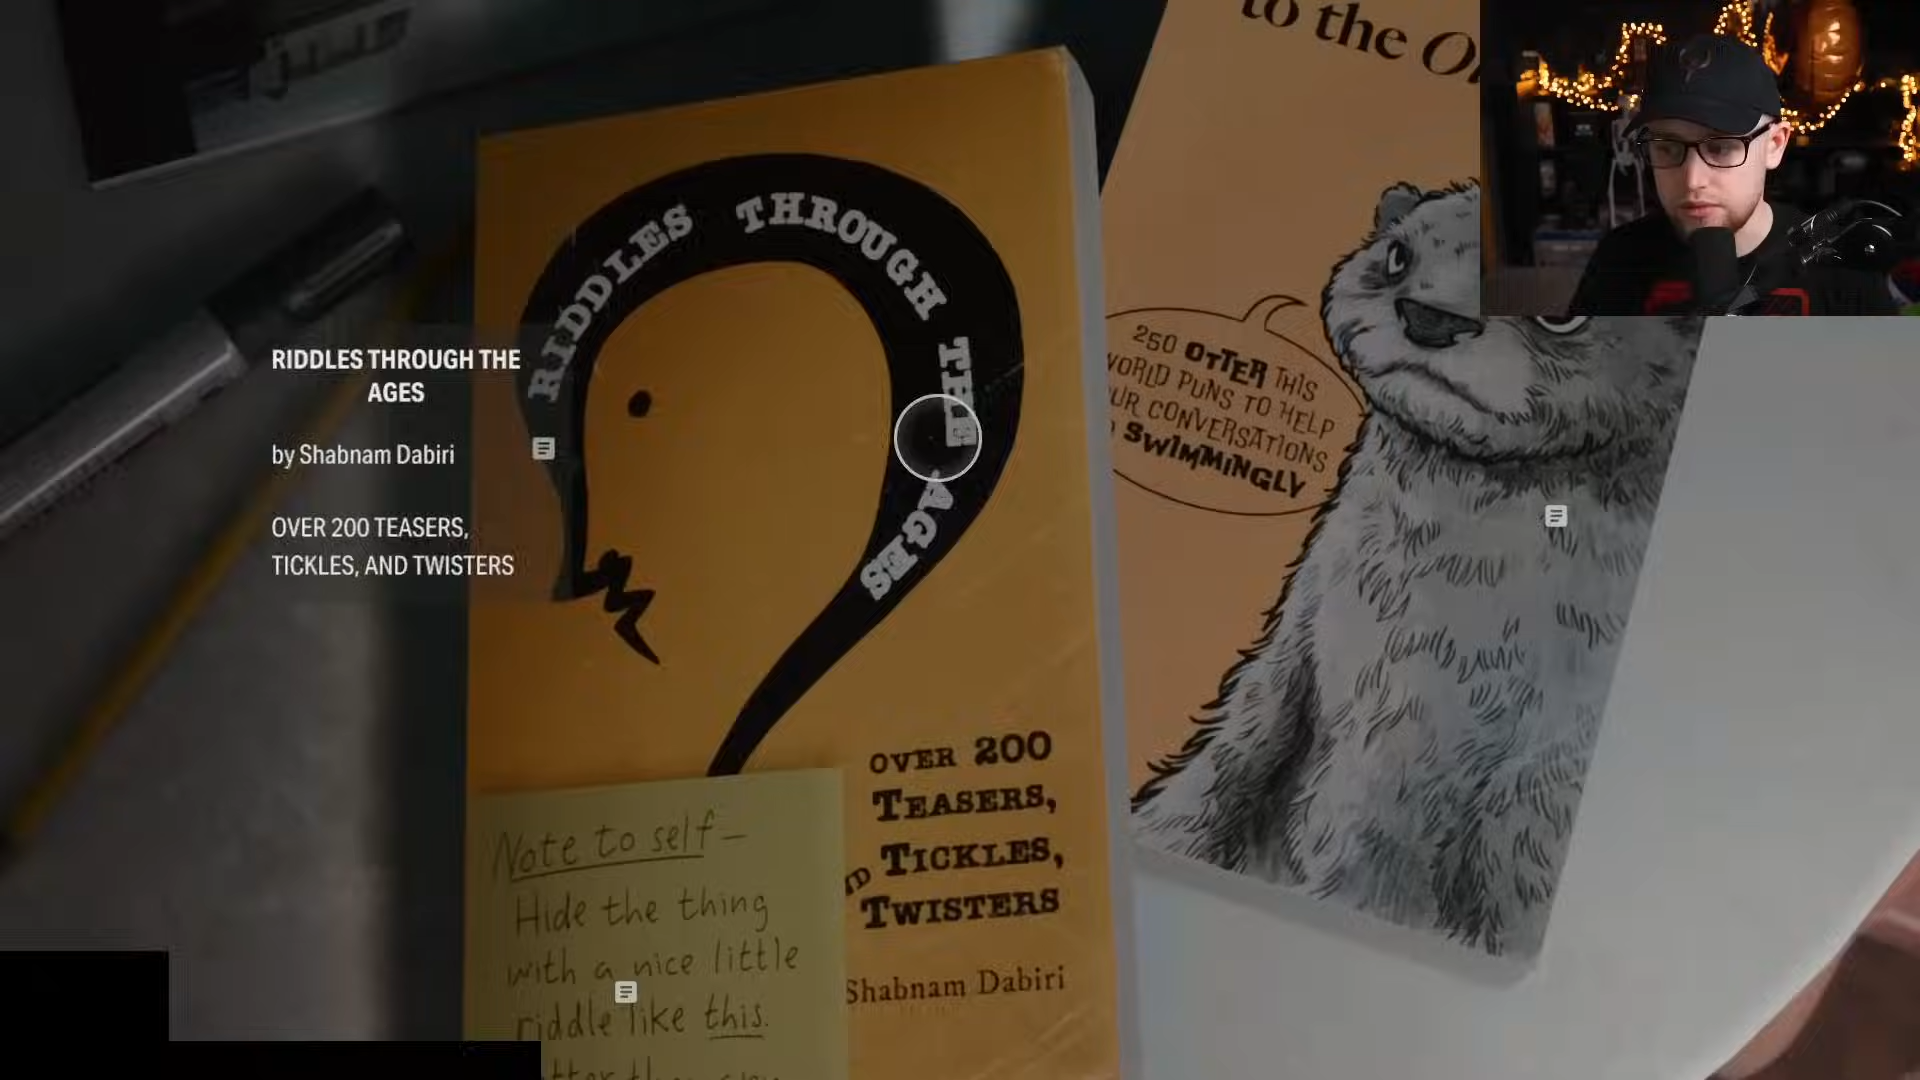 to the
RIDDLES THROUGH THE AGES
250 OTTER THIS
WORLD PUNS TO HELP
CONVERSATIONS
SWIMMINGLY
RIDDLES THROUGH THE
AGES
by Shabnam Dabiri
OVER 200 TEASERS,
TICKLES, AND TWISTERS
OVER 200
TEASERS,
TICKLES,
TWISTERS
Shabnam Dabiri
Note to self-
Hide the thing
with a nice little
riddle like this.